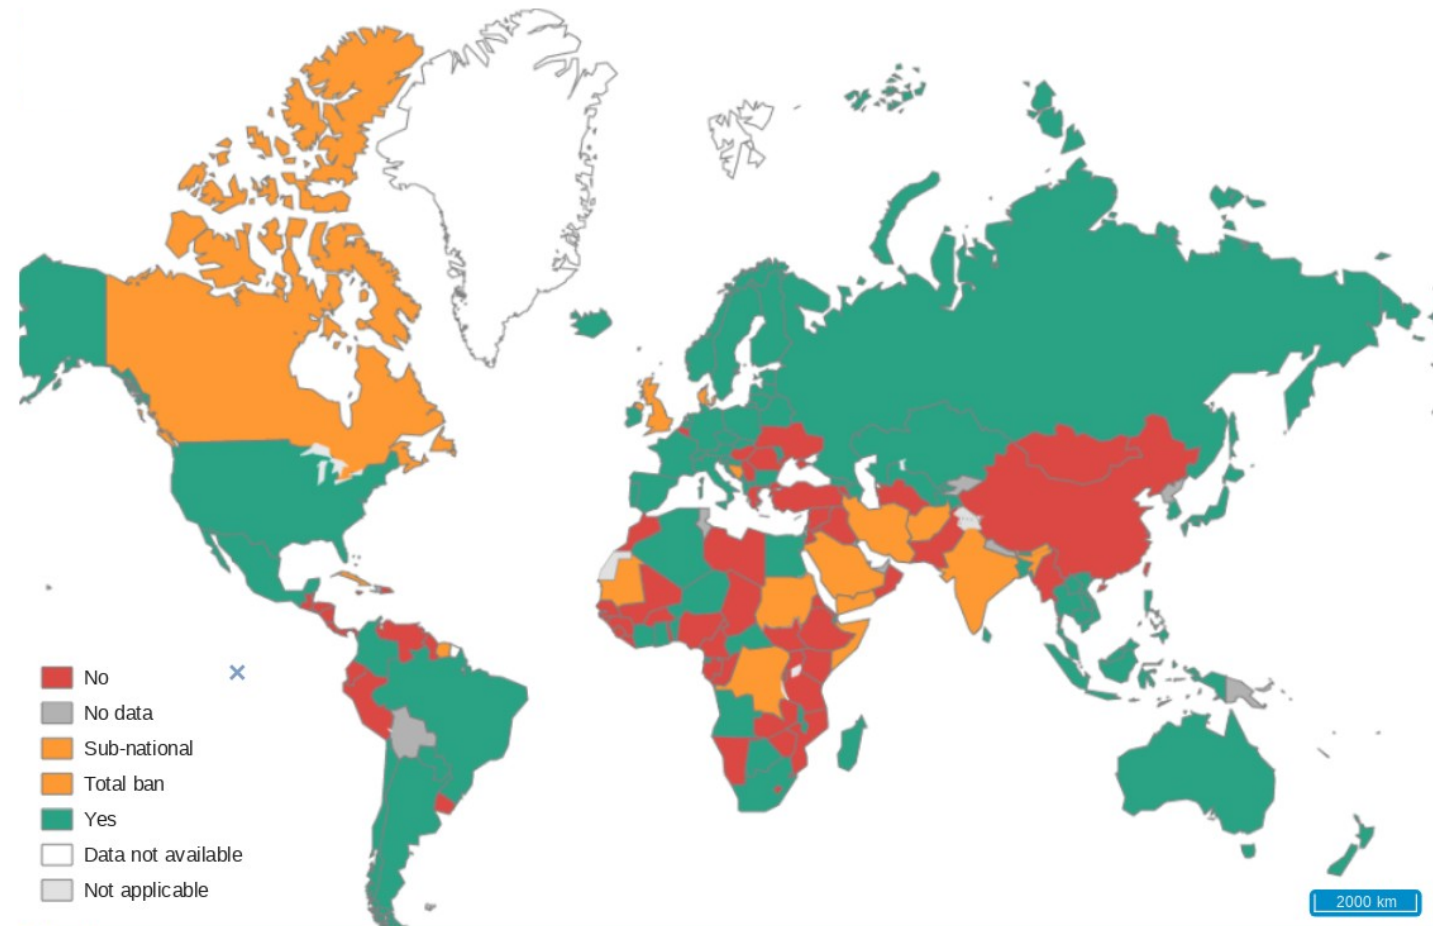 No
No data
Sub-national
Total ban
Yes
Data not available
Not applicable
2000 km